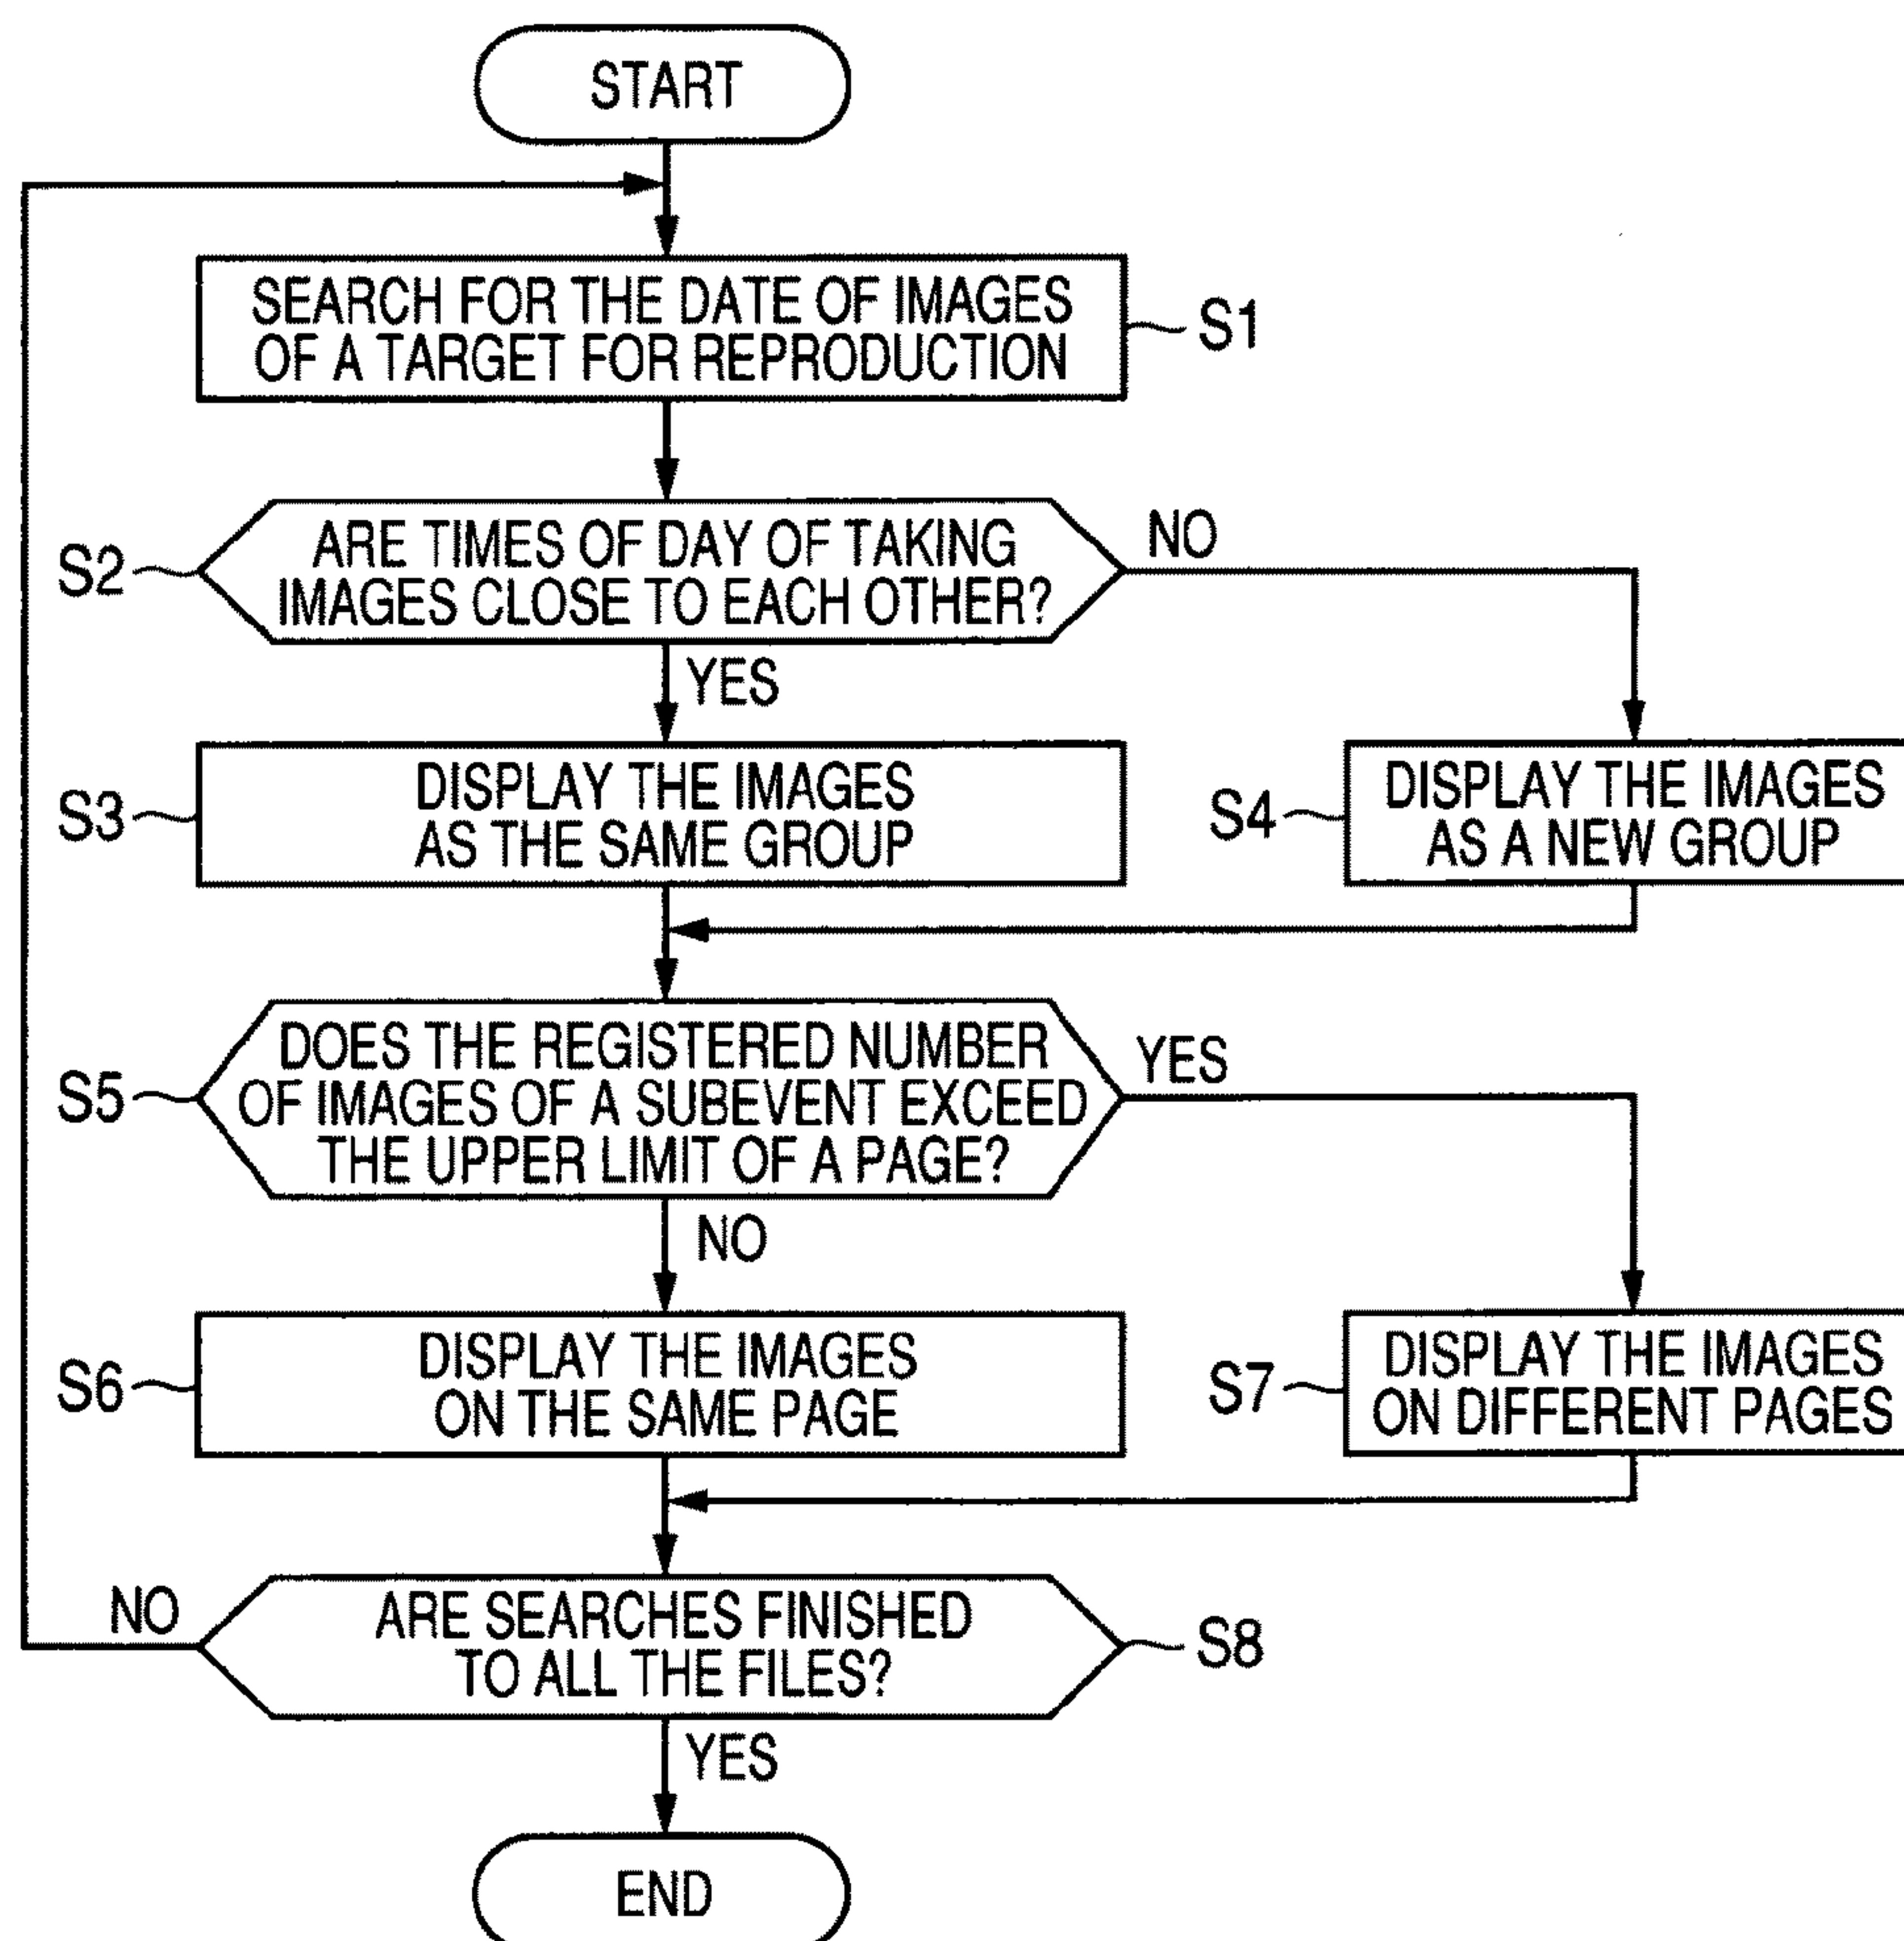 START
SEARCH FOR THE DATE OF IMAGES
OF A TARGET FOR REPRODUCTION
S1
S2
ARE TIMES OF DAY OF TAKING
IMAGES CLOSE TO EACH OTHER?
NO
YES
S3
DISPLAY THE IMAGES
AS THE SAME GROUP
S4
DISPLAY THE IMAGES
AS A NEW GROUP
S5
DOES THE REGISTERED NUMBER
OF IMAGES OF A SUBEVENT EXCEED
THE UPPER LIMIT OF A PAGE?
YES
NO
S6
DISPLAY THE IMAGES
ON THE SAME PAGE
S7
DISPLAY THE IMAGES
ON DIFFERENT PAGES
NO
ARE SEARCHES FINISHED
TO ALL THE FILES?
S8
YES
END